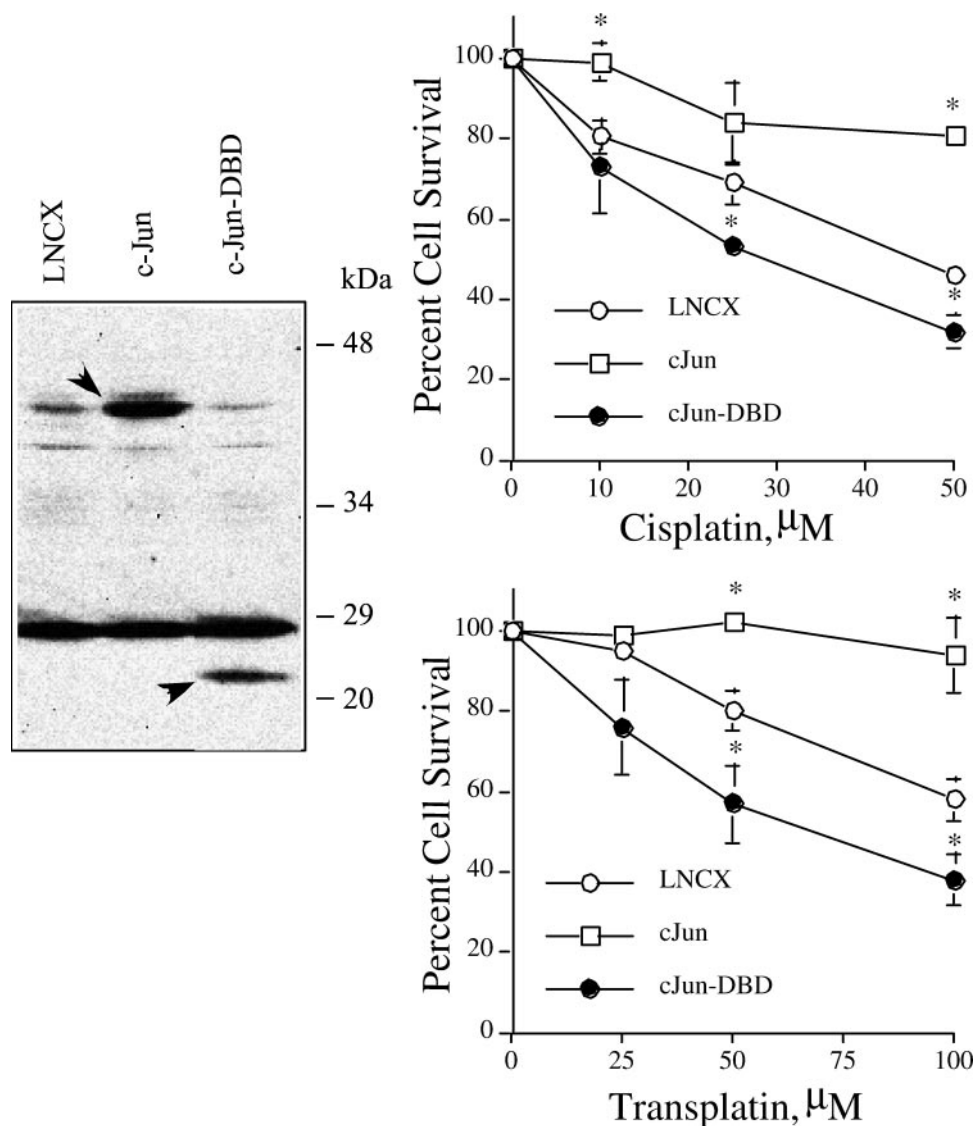 LNCX
c-Jun
c-Jun-DBD
kDa
– 48
– 34
– 29
– 20
Percent Cell Survival
100
80
60
40
20
0
*
*
*
*
LNCX
cJun
cJun-DBD
0
10
20
30
40
50
Cisplatin, μM
Percent Cell Survival
100
80
60
40
20
0
*
*
*
*
LNCX
cJun
cJun-DBD
0
25
50
75
100
Transplatin, μM